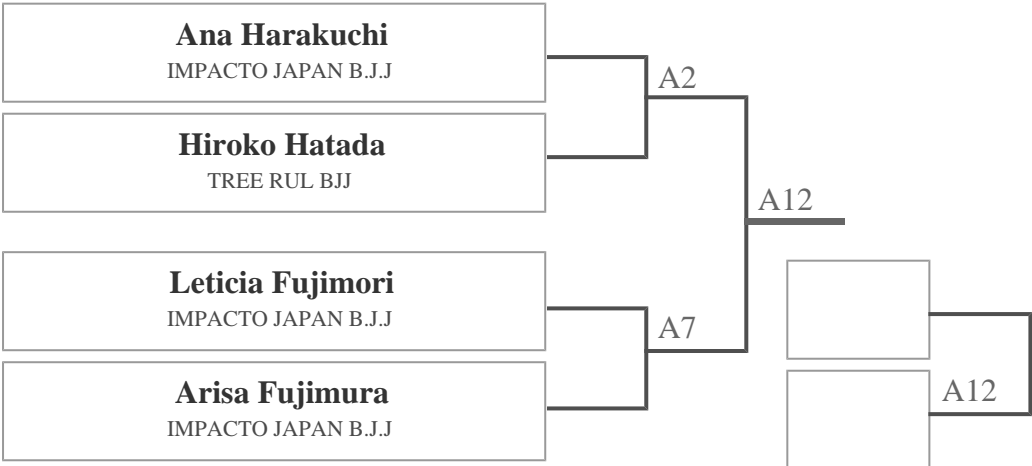 Ana Harakuchi
IMPACTO JAPAN B.J.J
A2
Hiroko Hatada
TREE RUL BJJ
A12
Leticia Fujimori
IMPACTO JAPAN B.J.J
A7
Arisa Fujimura
IMPACTO JAPAN B.J.J
A12